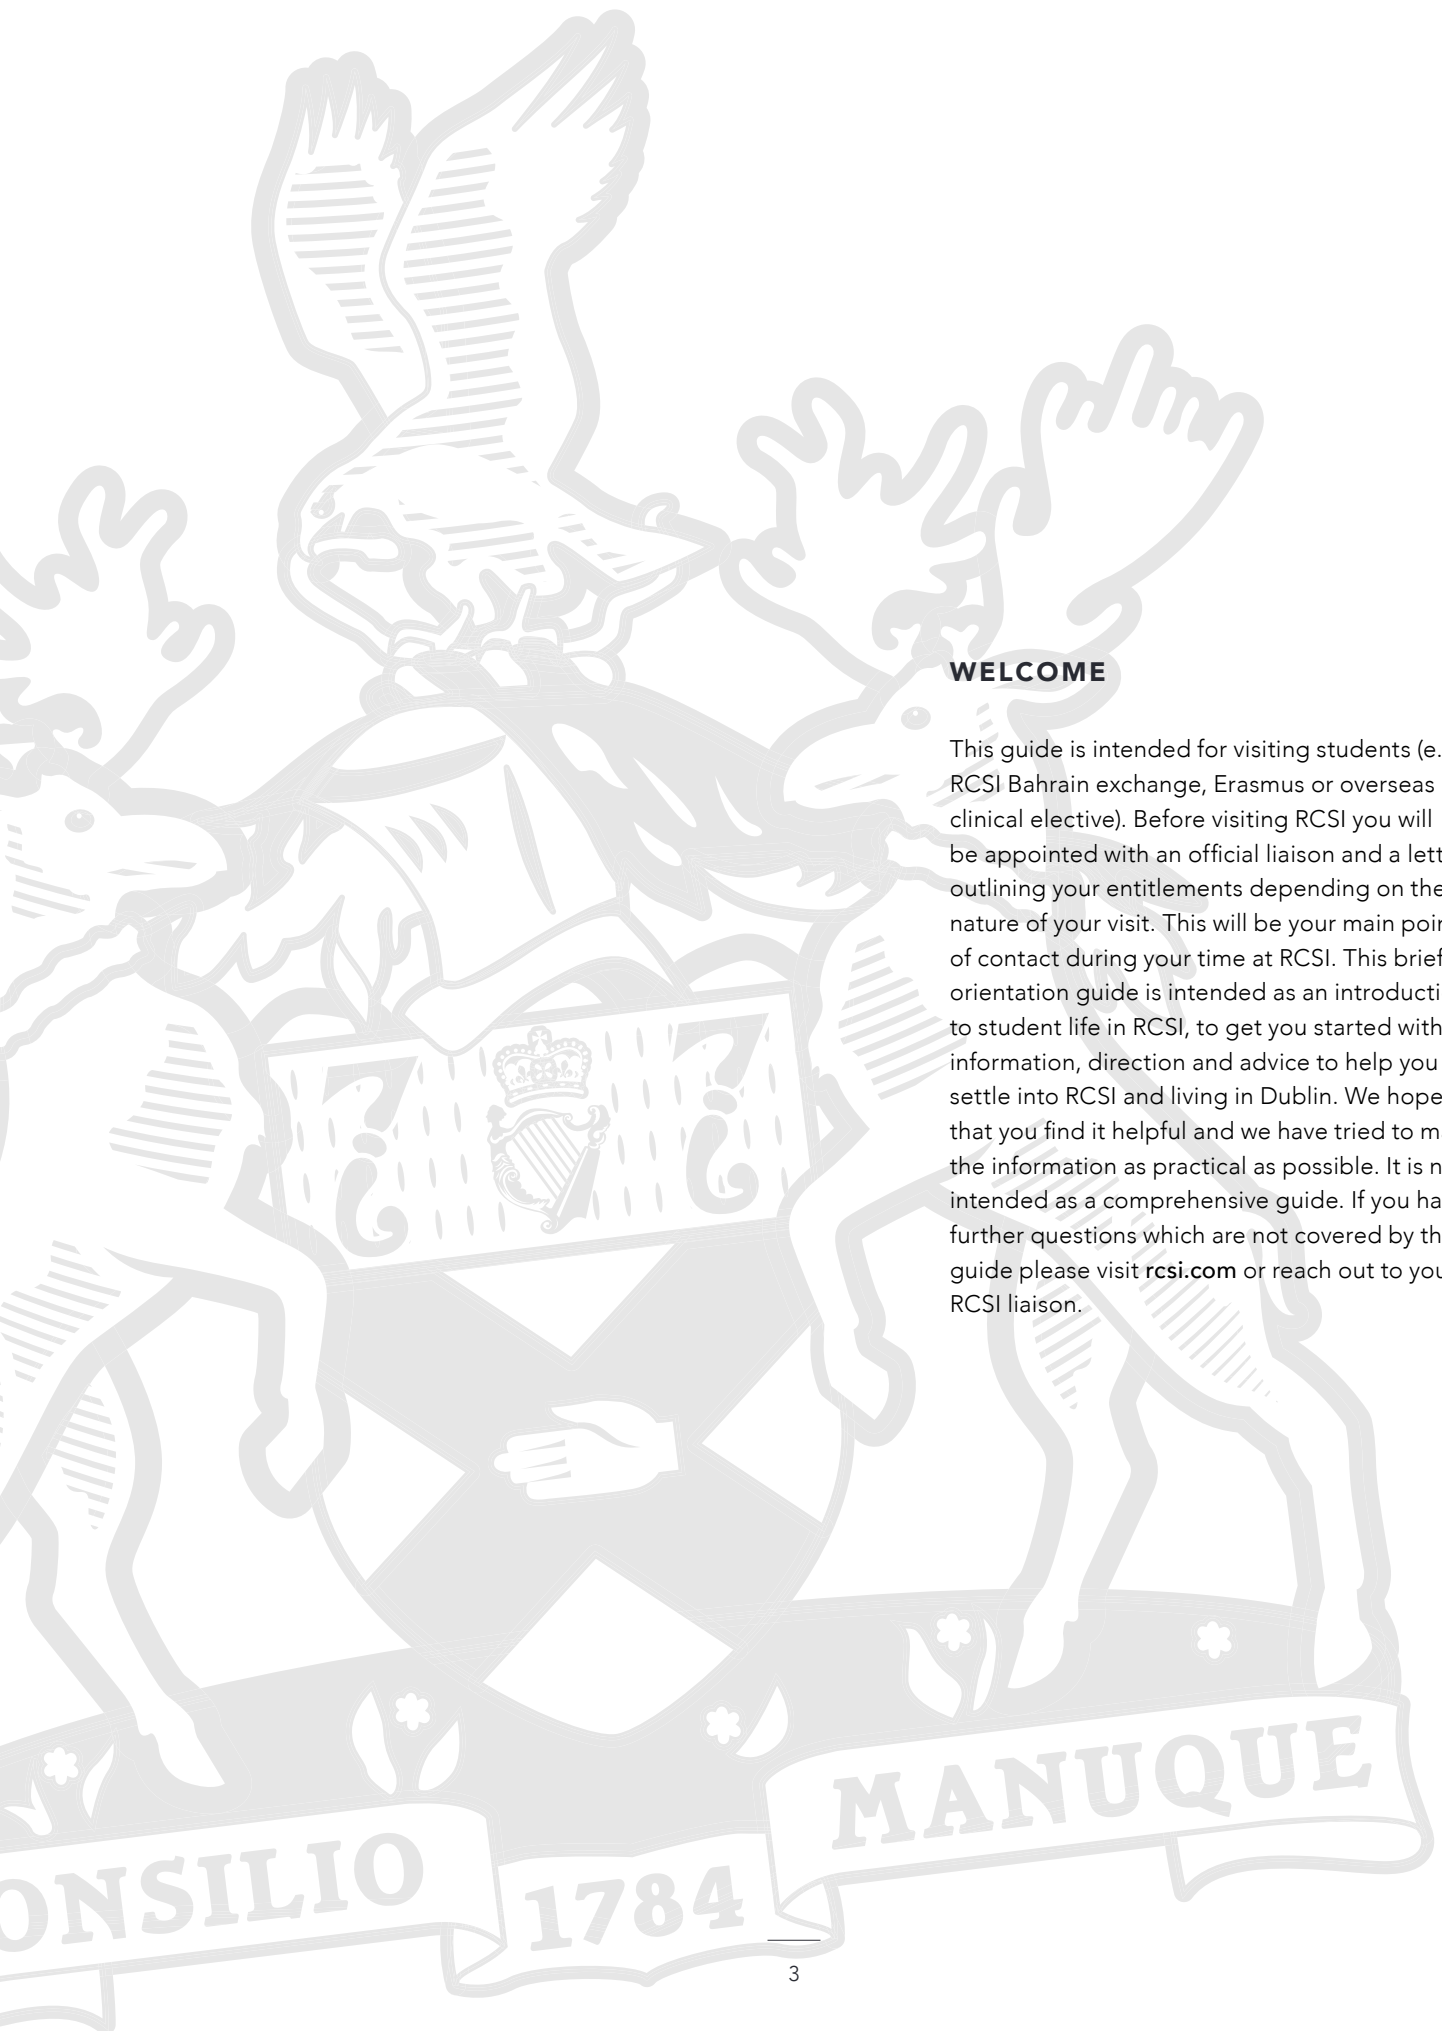 WELCOME
This guide is intended for visiting students (e.
RCSI Bahrain exchange, Erasmus or overseas
clinical elective). Before visiting RCSI you will
be appointed with an official liaison and a lett
outlining your entitlements depending on the
nature of your visit. This will be your main poin
of contact during your time at RCSI. This brief
orientation guide is intended as an introducti
to student life in RCSI, to get you started with
information, direction and advice to help you
settle into RCSI and living in Dublin. We hope
that you find it helpful and we have tried to m
the information as practical as possible. It is n
intended as a comprehensive guide. If you ha
further questions which are not covered by th
guide please visit rcsi.com or reach out to you
RCSI liaison.
ONSILIO
1784
MANUQUE
3